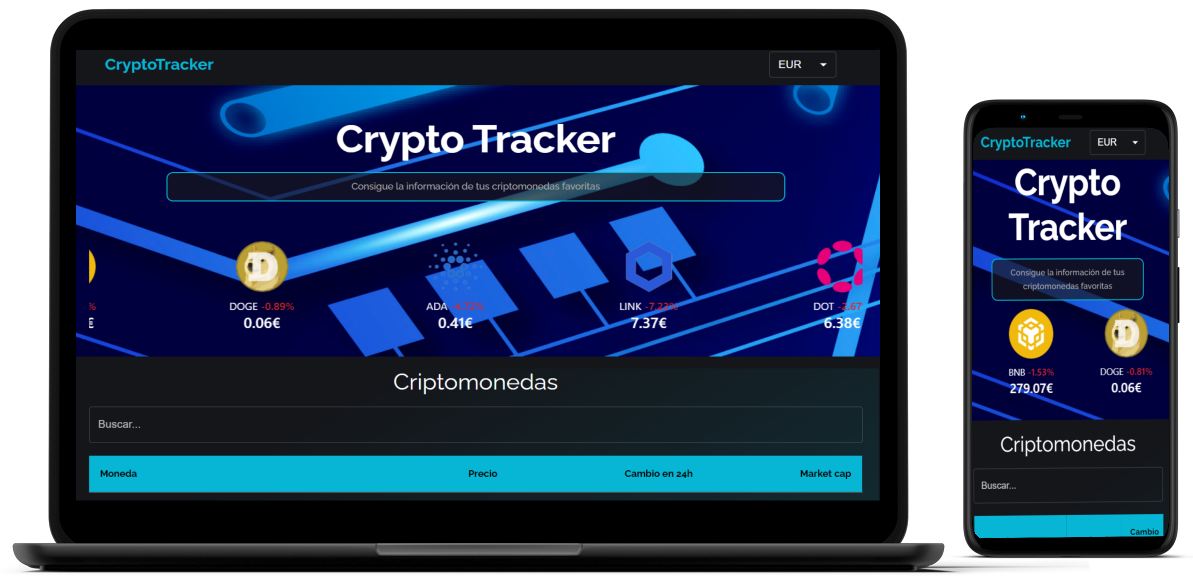 CryptoTracker
EUR
Crypto Tracker
Consigue la información de tus criptomonedas favoritas
%
€
DOGE -0.89%
0.06€
ADA
0.41€
LINK -7.23%
7.37€
DOT -2.67
6.38€
Criptomonedas
Buscar...
Moneda Precio Cambio en 24h Market cap
CryptoTracker
EUR
Crypto
Tracker
Consigue la información de tus
criptomonedas favoritas
BNB -1.53%
279.07€
DOGE -0.81%
0.06€
Criptomonedas
Buscar...
Cambio